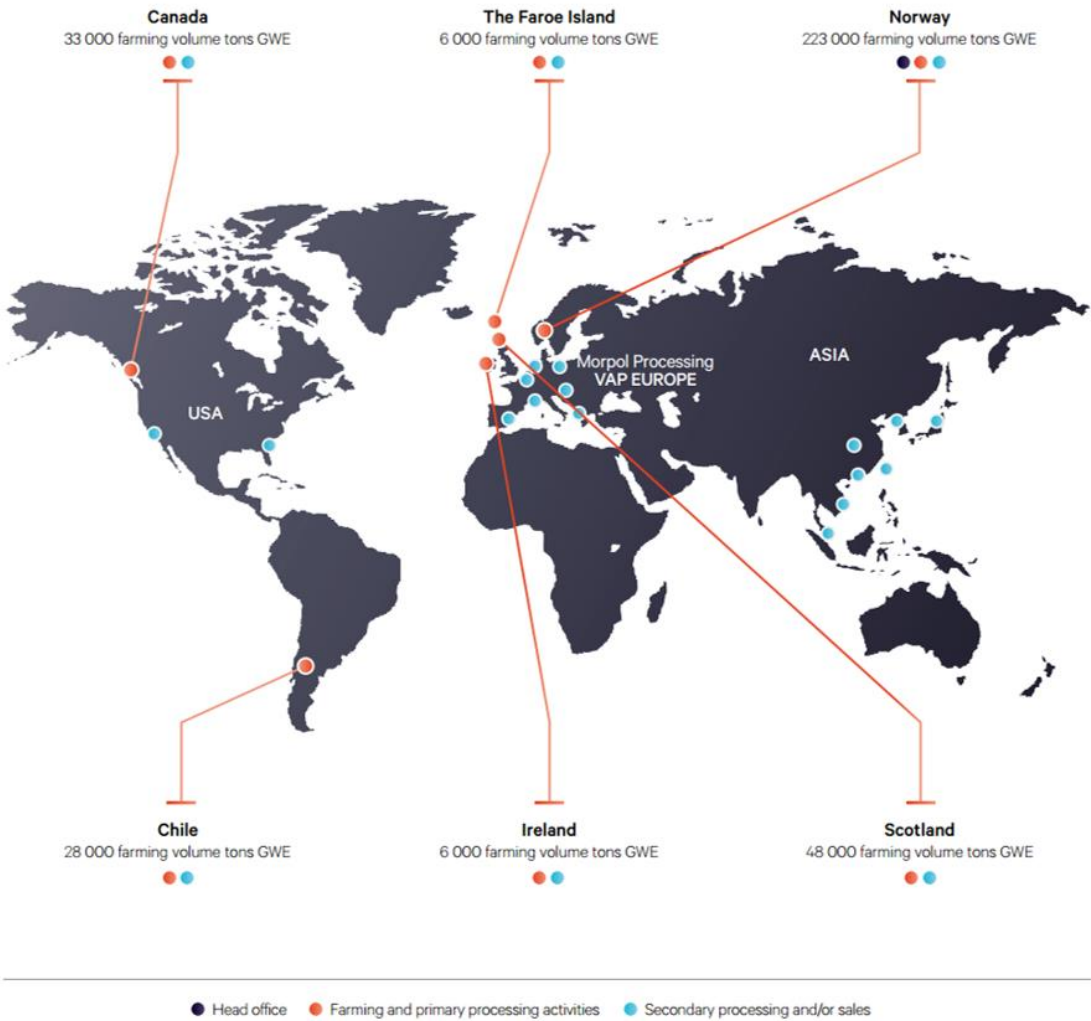 Canada
33 000 farming volume tons GWE
The Faroe Island
6 000 farming volume tons GWE
Norway
223 000 farming volume tons GWE
Morpol Processing
VAP EUROPE
ASIA
USA
Chile
28 000 farming volume tons GWE
Ireland
6 000 farming volume tons GWE
Scotland
48 000 farming volume tons GWE
Head office
Farming and primary processing activities
Secondary processing and/or sales